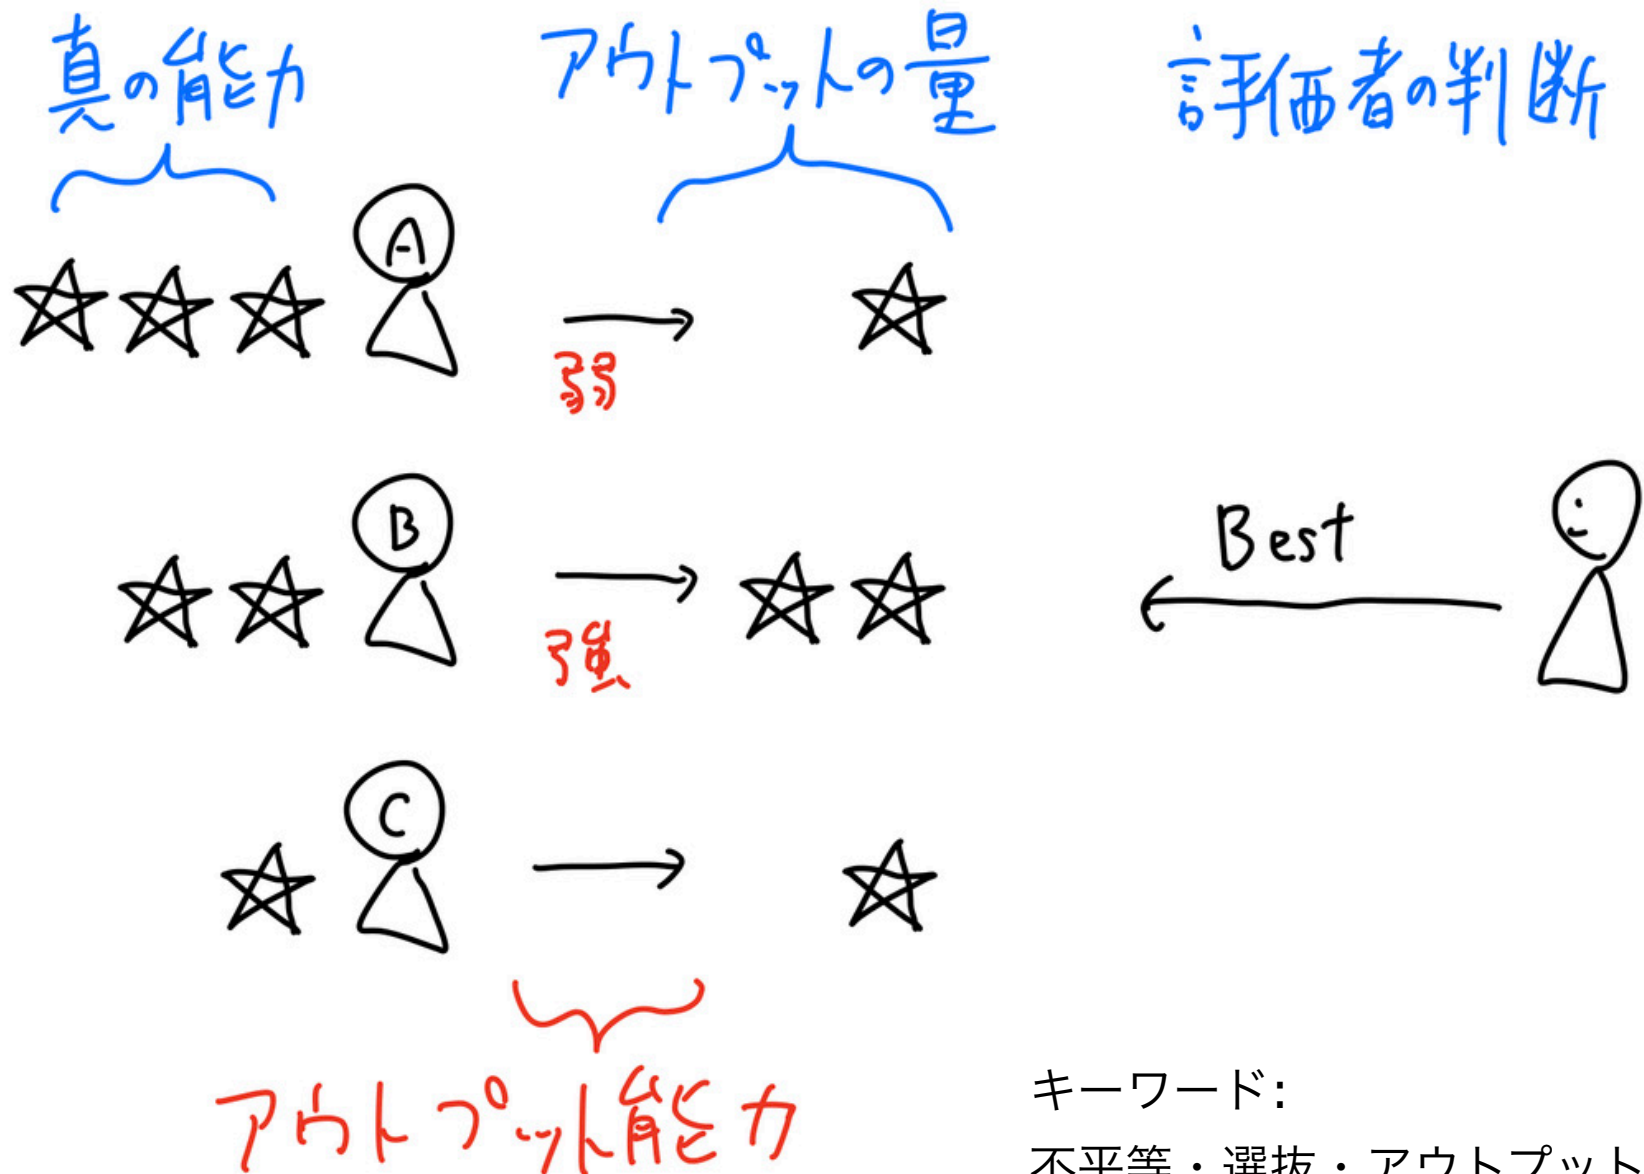 真の能力
アウトプットの量
評価者の判断
A
弱
B
強
Best
C
アウトプット能力
キーワード:
不平等・選抜・アウトプット